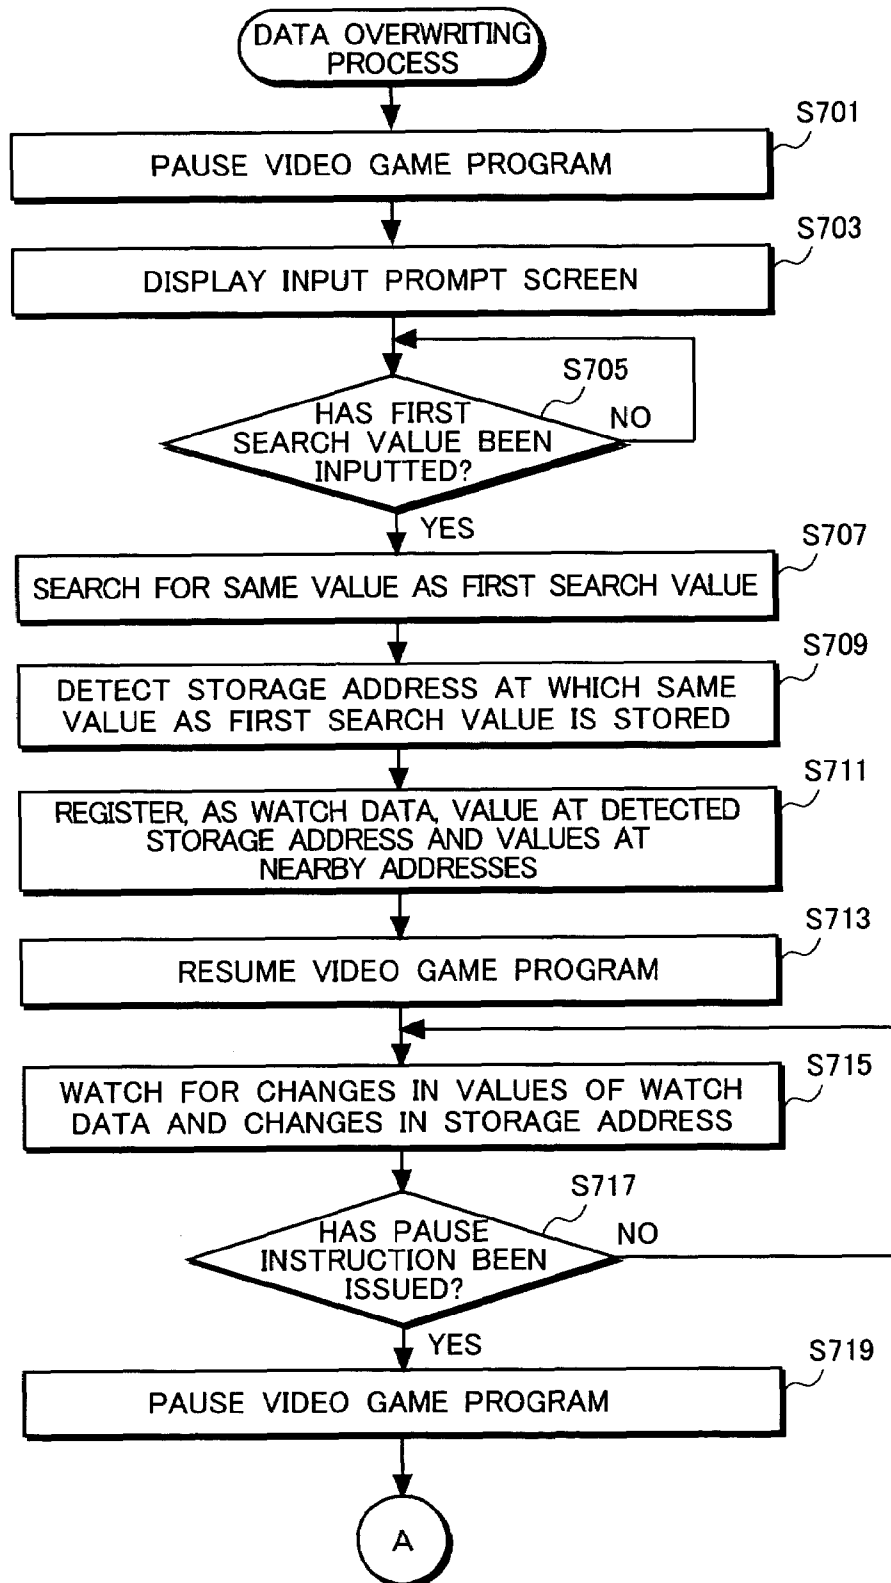 DATA OVERWRITING
PROCESS
S701
PAUSE VIDEO GAME PROGRAM
S703
DISPLAY INPUT PROMPT SCREEN
S705
HAS FIRST
SEARCH VALUE BEEN
INPUTTED?
NO
YES
S707
SEARCH FOR SAME VALUE AS FIRST SEARCH VALUE
S709
DETECT STORAGE ADDRESS AT WHICH SAME
VALUE AS FIRST SEARCH VALUE IS STORED
S711
REGISTER, AS WATCH DATA, VALUE AT DETECTED
STORAGE ADDRESS AND VALUES AT
NEARBY ADDRESSES
S713
RESUME VIDEO GAME PROGRAM
S715
WATCH FOR CHANGES IN VALUES OF WATCH
DATA AND CHANGES IN STORAGE ADDRESS
S717
HAS PAUSE
INSTRUCTION BEEN
ISSUED?
NO
YES
S719
PAUSE VIDEO GAME PROGRAM
A